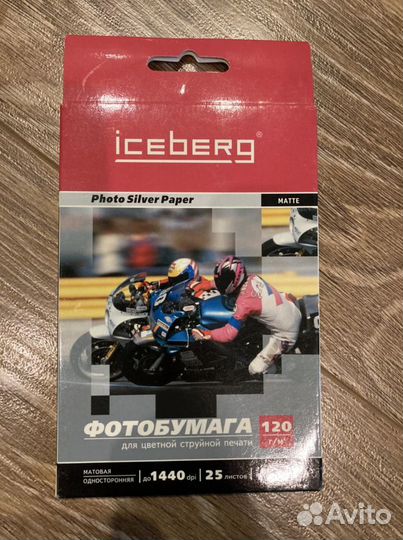 iceberg®
Photo Silver Paper
MATTE
ФОТОБУМАГА
120
г/м²
для цветной струйной печати
МАТОВАЯ
ОДНОСТОРОННЯЯ
до 1440 dpi
25 листов
Avito